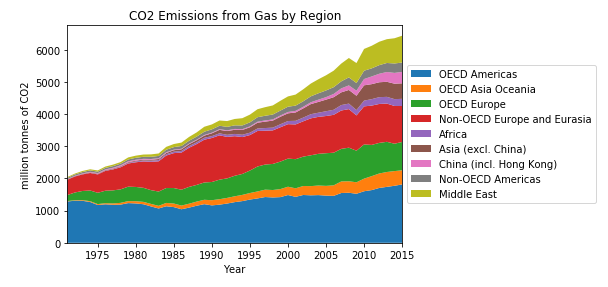 CO2 Emissions from Gas by Region
million tonnes of CO2
6000
5000
4000
3000
2000
1000
0
1975 1980 1985 1990 1995 2000 2005 2010 2015
Year
OECD Americas
OECD Asia Oceania
OECD Europe
Non-OECD Europe and Eurasia
Africa
Asia (excl. China)
China (incl. Hong Kong)
Non-OECD Americas
Middle East